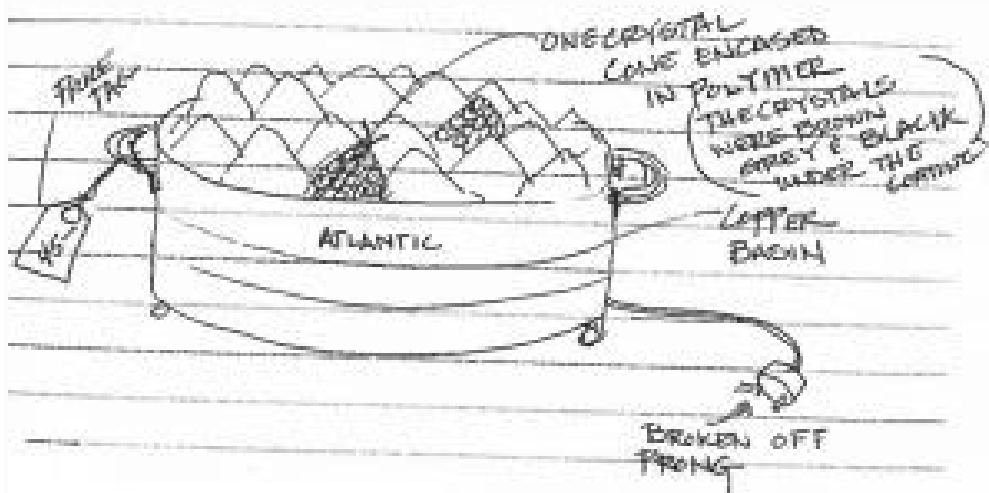 ONE CRYSTAL
CONE ENCASED
IN POLYMER
THE CRYSTALS
WERE BROWN
GREY & BLACK
UNDER THE
COATING
TAG
ATLANTIC
COPPER
BASIN
BROKEN OFF
PRONG